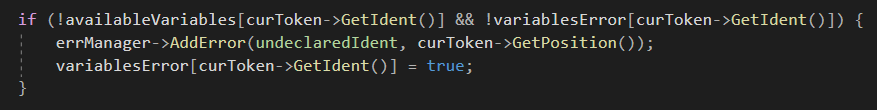 if (!availableVariables[curToken->GetIdent()] && !variablesError[curToken->GetIdent()]) {
    errManager->AddError(undeclaredIdent, curToken->GetPosition());
    variablesError[curToken->GetIdent()] = true;
}